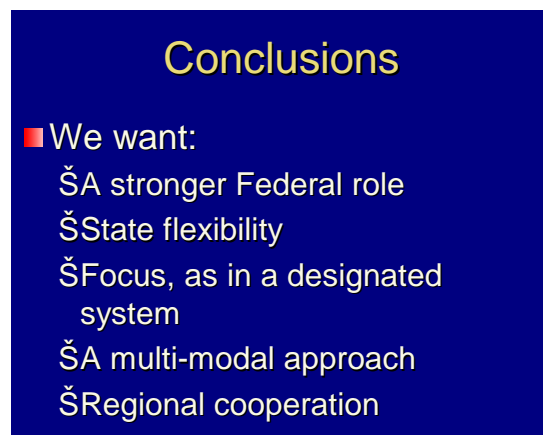 Conclusions
We want:
ŠA stronger Federal role
ŠState flexibility
ŠFocus, as in a designated
system
ŠA multi-modal approach
ŠRegional cooperation